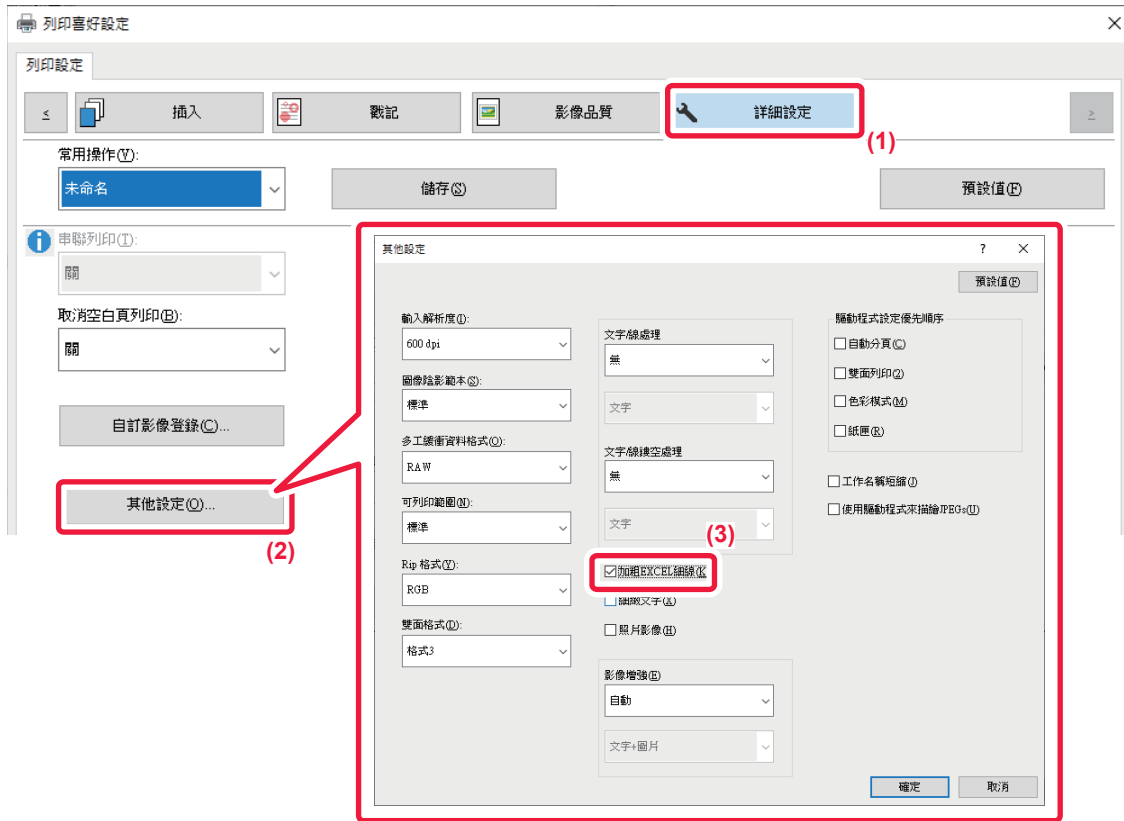 列印喜好設定
列印設定
≤ 插入 戳記 影像品質 詳細設定 ≥
(1)
常用操作(V):
未命名 儲存(S) 預設值(F)
串聯列印(T):
關
取消空白頁列印(B):
關
自訂影像登錄(C)...
其他設定(O)...
(2)
其他設定 ?
預設值(F)
輸入解析度(I):
600 dpi
圖像陰影範本(S):
標準
多工緩衝資料格式(O):
RAW
可列印範圍(N):
標準
Rip 格式(Y):
RGB
雙面格式(D):
格式3
文字/線處理
無
文字
文字/線鏤空處理
無
文字
(3)
加粗EXCEL細線(K
細緻文字(X)
照片影像(H)
影像增強(E)
自動
文字+圖片
驅動程式設定優先順序
自動分頁(C)
雙面列印(2)
色彩模式(M)
紙匣(R)
工作名稱短縮(J)
使用驅動程式來描繪JPEGs(U)
確定 取消